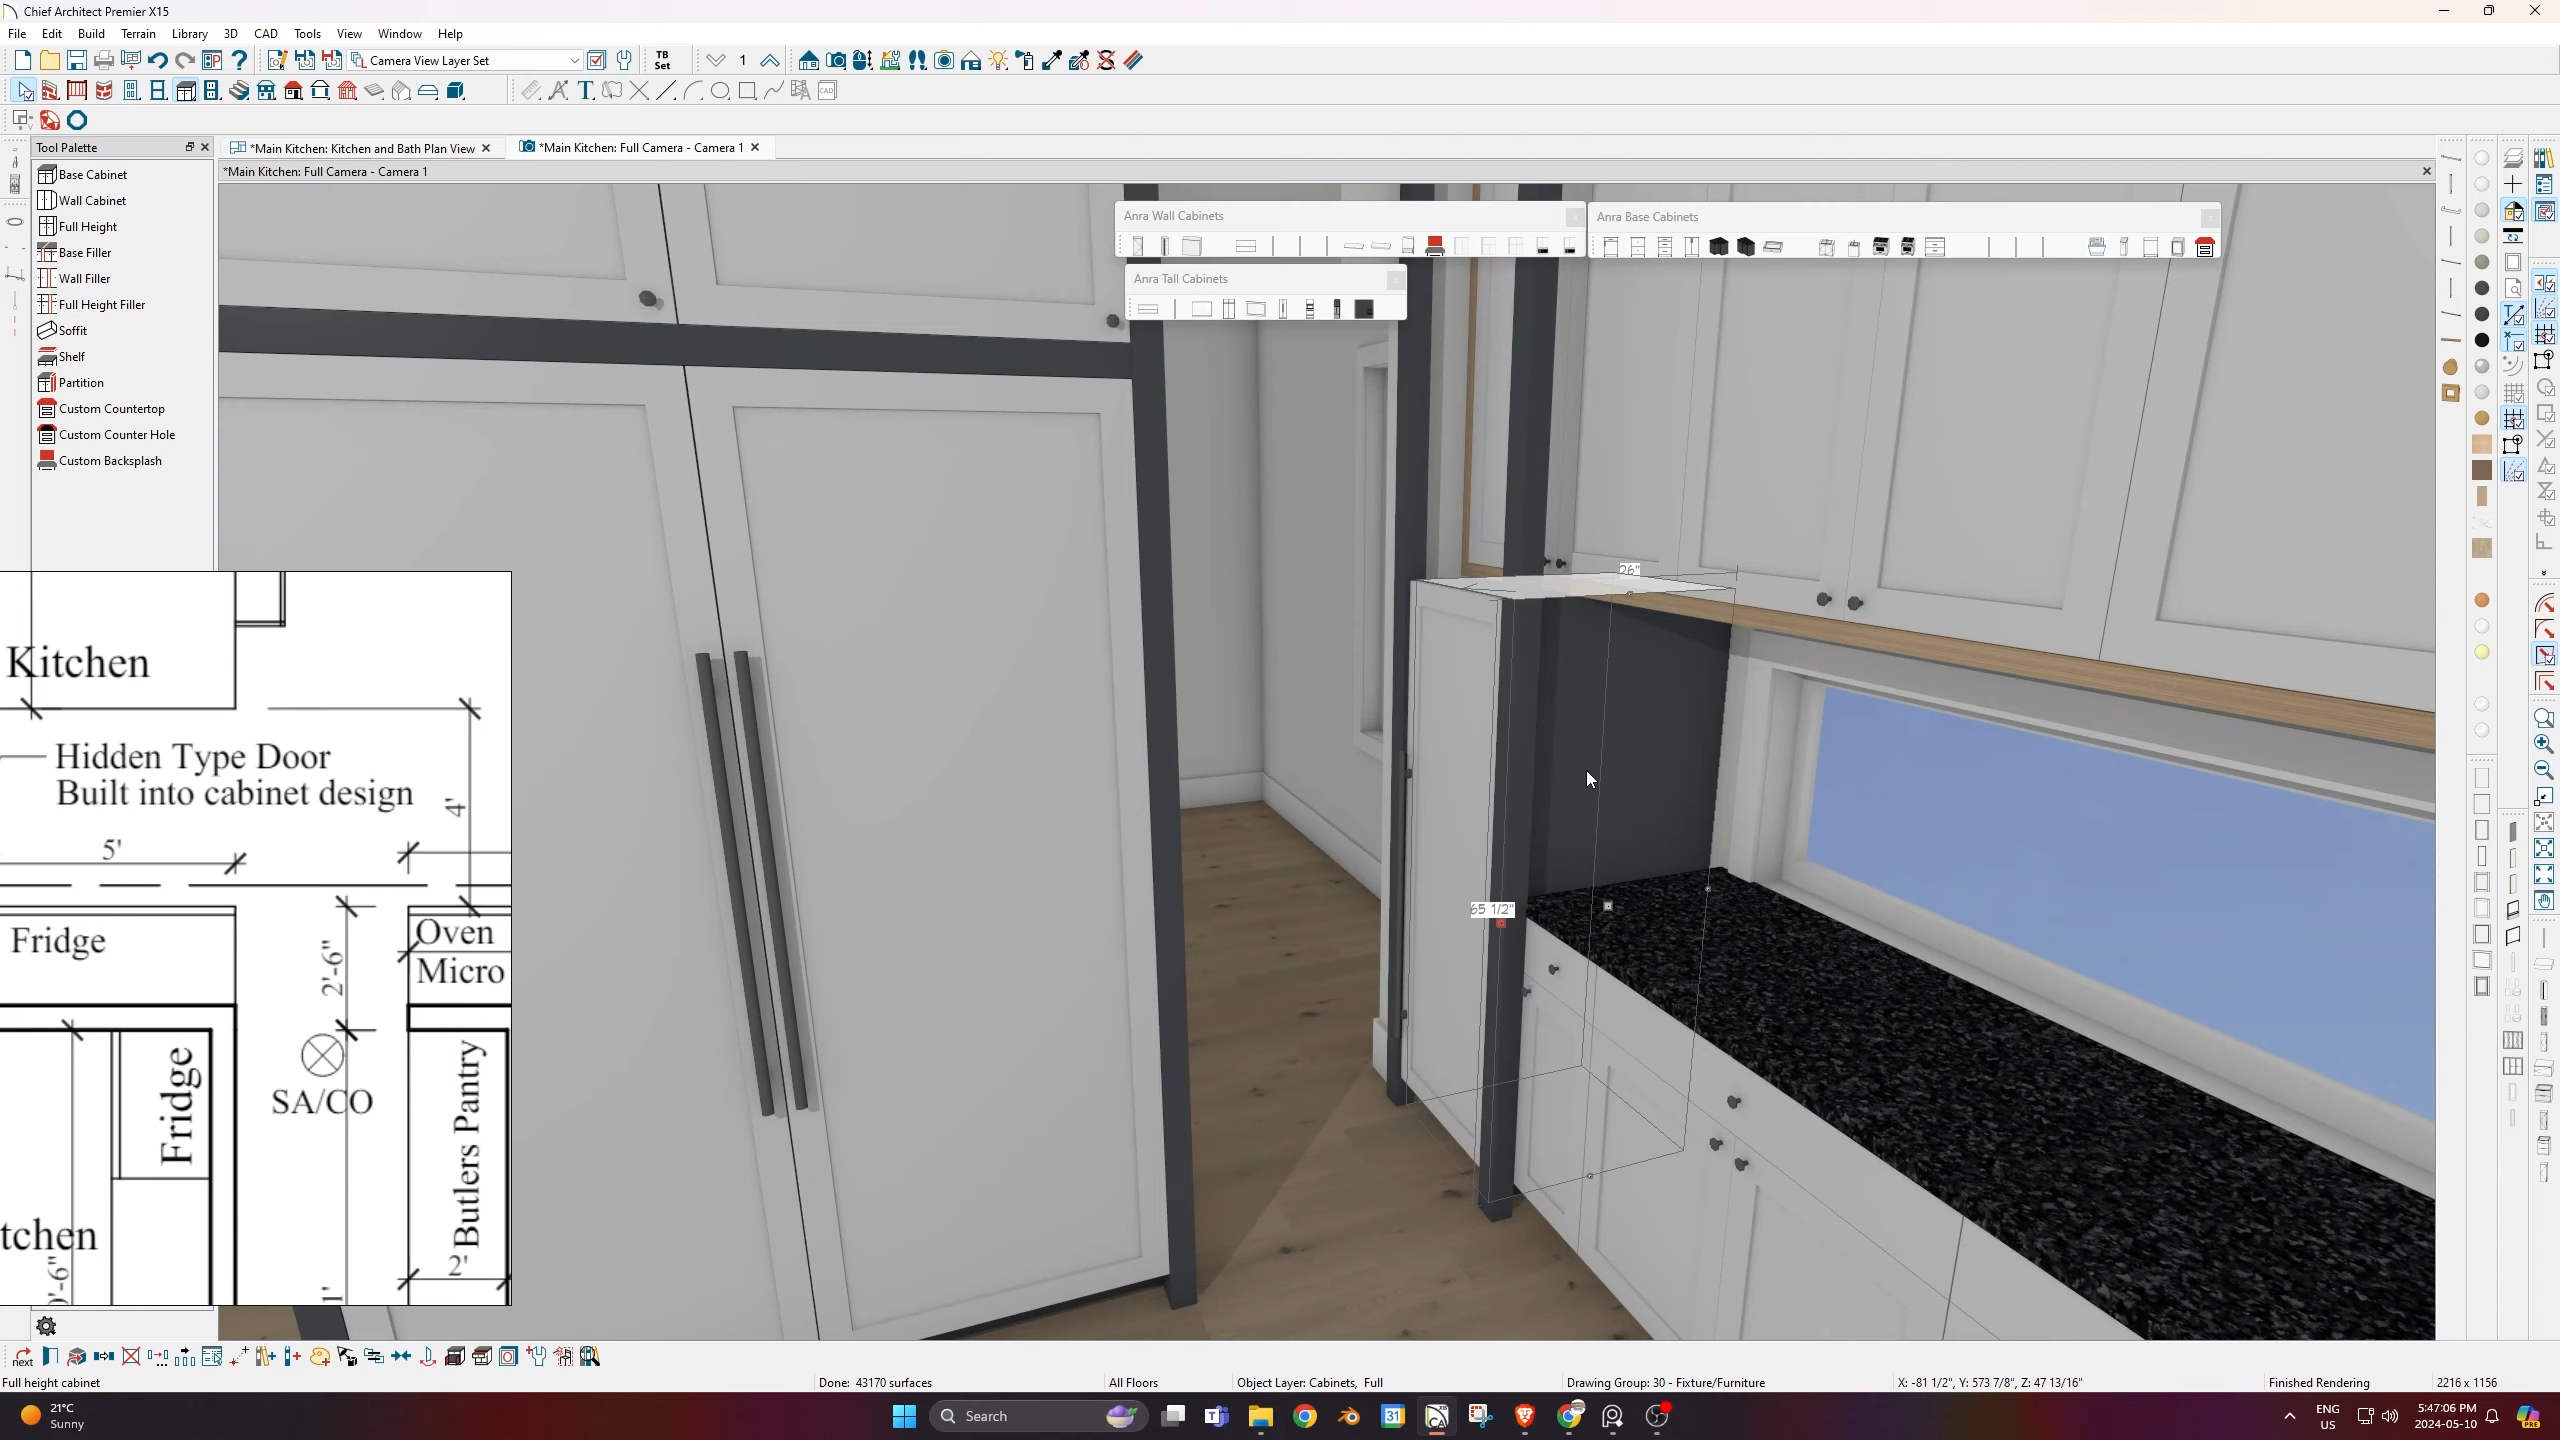 Chief Architect Premier X15
File Edit Build Terrain Library 3D CAD Tools View Window Help
Camera View Layer Set
TB Set
1
CAD
Tool Palette
*Main Kitchen: Kitchen and Bath Plan View
*Main Kitchen: Full Camera - Camera 1
*Main Kitchen: Full Camera - Camera 1
Base Cabinet
Wall Cabinet
Full Height
Base Filler
Wall Filler
Full Height Filler
Soffit
Shelf
Partition
Custom Countertop
Custom Counter Hole
Custom Backsplash
Anra Wall Cabinets
Anra Base Cabinets
Anra Tall Cabinets
26"
65 1/2"
Kitchen
Hidden Type Door
Built into cabinet design
4'
5'
Fridge
2'-6"
Oven
Micro
Fridge
SA/CO
Butlers Pantry
tchen
2'
1'
next
Full height cabinet
Done: 43170 surfaces
All Floors
Object Layer: Cabinets, Full
Drawing Group: 30 - Fixture/Furniture
X: -81 1/2", Y: 573 7/8", Z: 47 13/16"
Finished Rendering
2216 x 1156
21°C
Sunny
Search
31
ENG
US
5:47:06 PM
2024-05-10